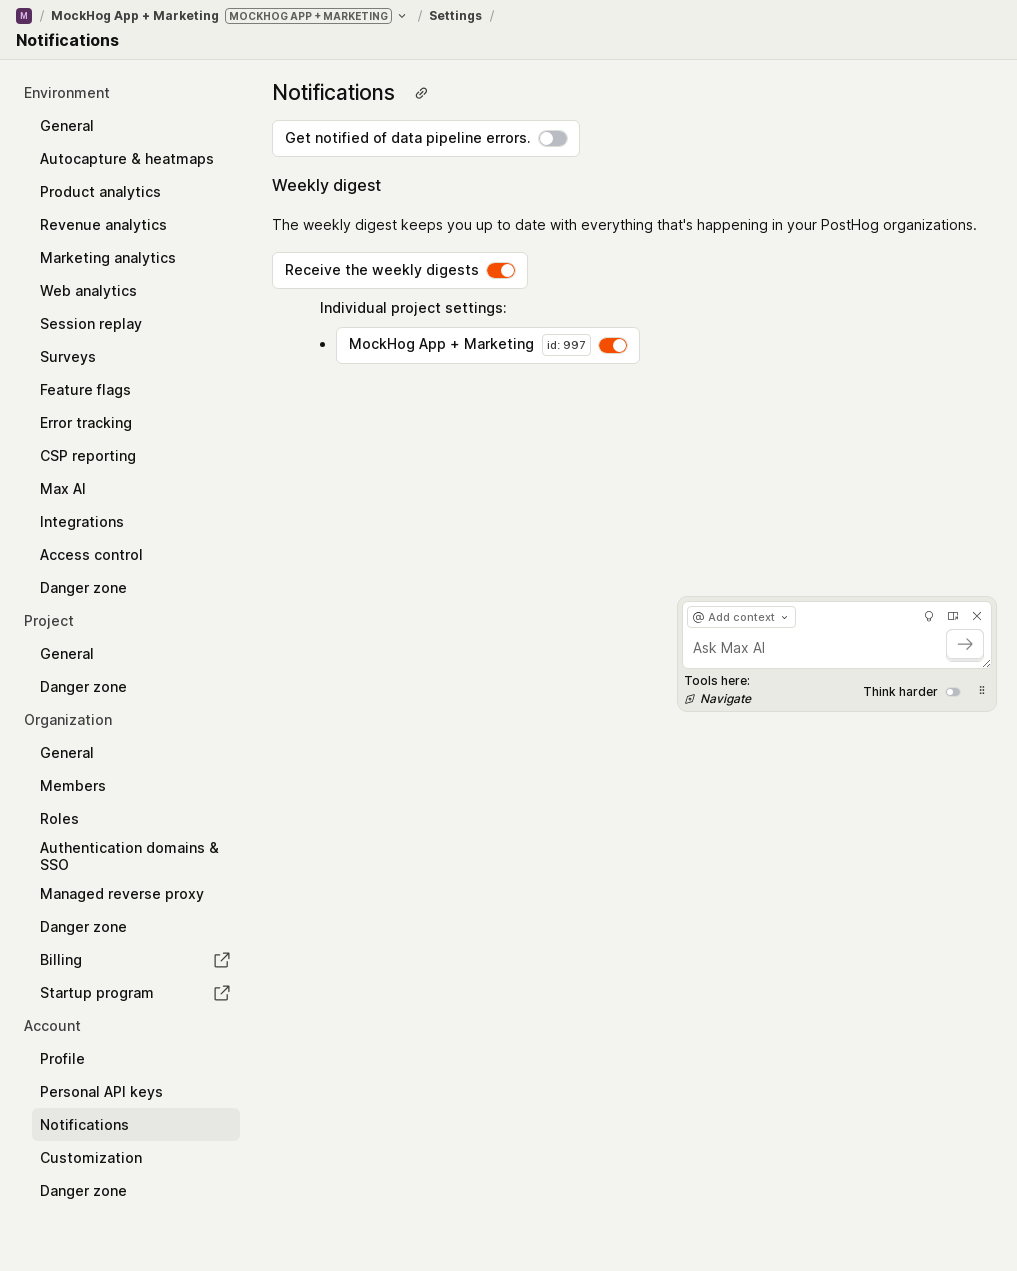 M / MockHog App + Marketing MOCKHOG APP + MARKETING / Settings /
Notifications
Environment
General
Autocapture & heatmaps
Product analytics
Revenue analytics
Marketing analytics
Web analytics
Session replay
Surveys
Feature flags
Error tracking
CSP reporting
Max AI
Integrations
Access control
Danger zone
Project
General
Danger zone
Organization
General
Members
Roles
Authentication domains &
SSO
Managed reverse proxy
Danger zone
Billing
Startup program
Account
Profile
Personal API keys
Notifications
Customization
Danger zone
Notifications
Get notified of data pipeline errors.
Weekly digest
The weekly digest keeps you up to date with everything that's happening in your PostHog organizations.
Receive the weekly digests
Individual project settings:
• MockHog App + Marketing id: 997
@ Add context
Ask Max AI
Tools here:
Navigate
Think harder